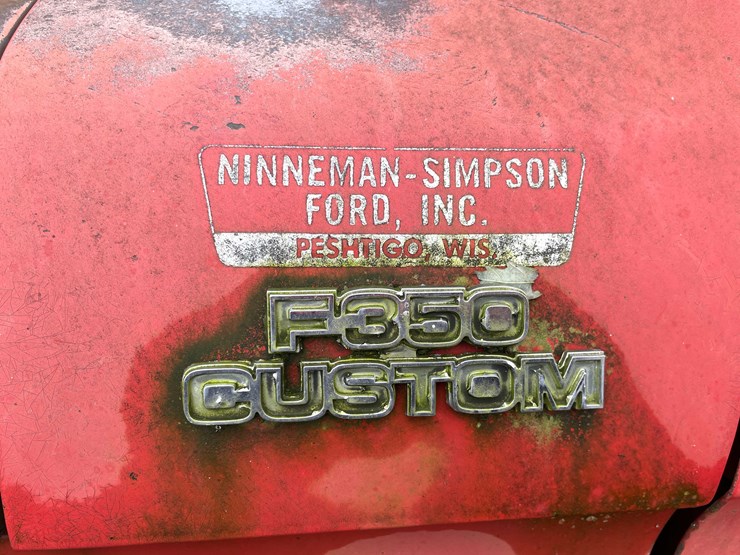 NINNEMAN-SIMPSON
FORD, INC.
PESHTIGO, WIS.
F350
CUSTOM